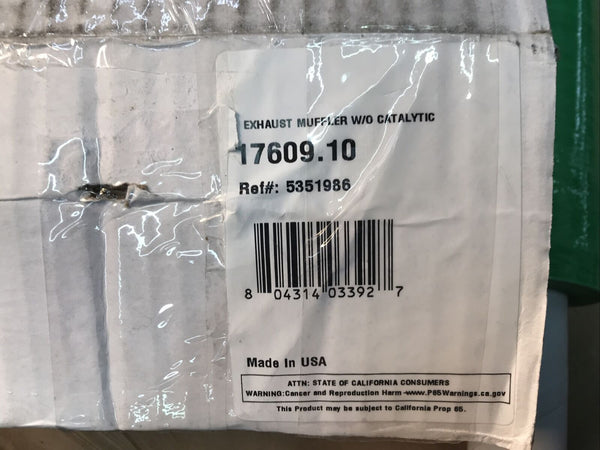 EXHAUST MUFFLER W/O CATALYTIC
17609.10
Ref#: 5351986
8 04314 03392 7
Made In USA
ATTN: STATE OF CALIFORNIA CONSUMERS
WARNING:Cancer and Reproduction Harm -www.P65Warnings.ca.gov
This Product may be subject to California Prop 65.